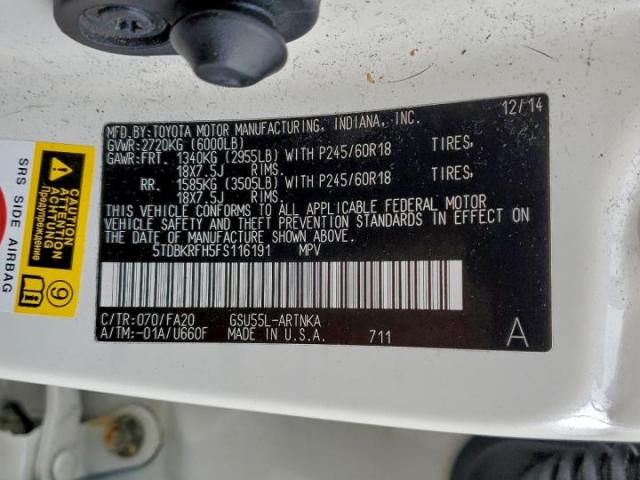 MFD.BY:TOYOTA MOTOR MANUFACTURING, INDIANA, INC. 12/14
GVWR:2720KG (6000LB)
GAWR:FRT. 1340KG (2955LB) WITH P245/60R18 TIRES,
18X7.5J RIMS.
RR. 1585KG (3505LB) WITH P245/60R18 TIRES,
18X7.5J RIMS.
THIS VEHICLE CONFORMS TO ALL APPLICABLE FEDERAL MOTOR
VEHICLE SAFETY AND THEFT PREVENTION STANDARDS IN EFFECT ON
THE DATE OF MANUFACTURE SHOWN ABOVE.
5TDBKRFH5FS116191 MPV
C/TR:070/FA20 GSU55L-ARTNKA
A/TM:-01A/U660F MADE IN U.S.A. 711 A
SRS SIDE AIRBAG
CAUTION
ATTENTION
ACHTUNG
Предупреждение
9